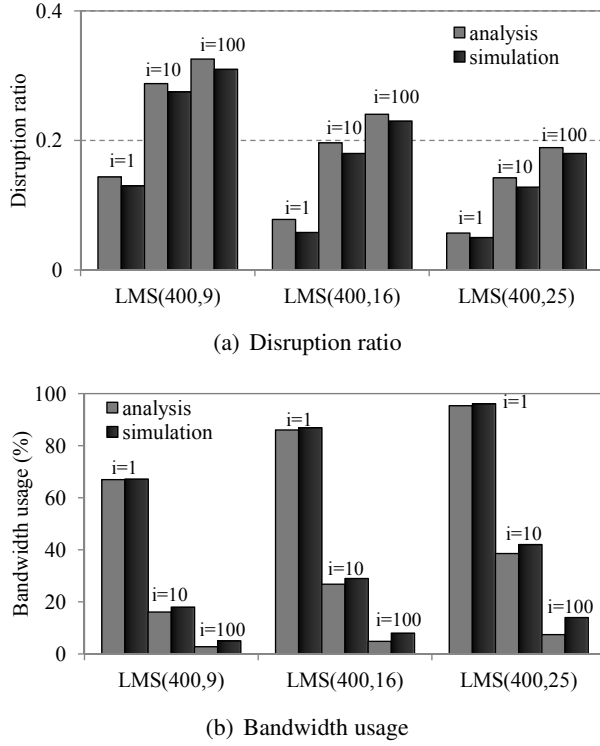 0.4
0.2
0
Disruption ratio
analysis
simulation
i=1
i=10
i=100
i=1
i=10
i=100
i=1
i=10
i=100
LMS(400,9)
LMS(400,16)
LMS(400,25)
(a) Disruption ratio
100
80
60
40
20
0
Bandwidth usage (%)
analysis
simulation
i=1
i=10
i=100
i=1
i=10
i=100
i=1
i=10
i=100
LMS(400,9)
LMS(400,16)
LMS(400,25)
(b) Bandwidth usage